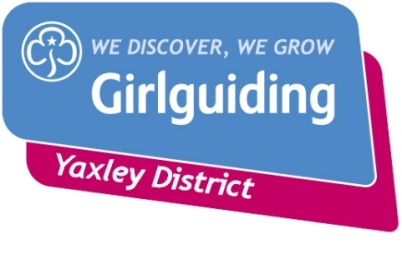 WE DISCOVER, WE GROW
Girlguiding
Yaxley District